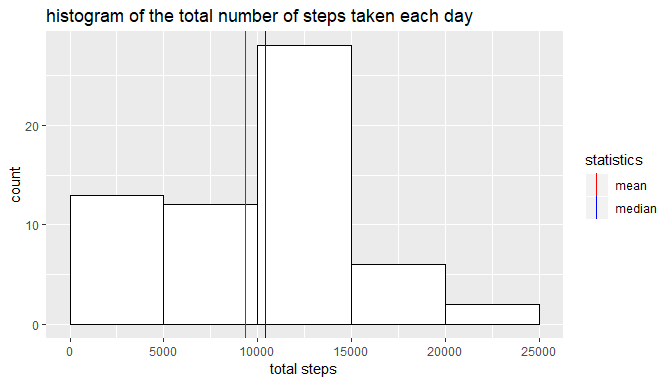 histogram of the total number of steps taken each day
count
20
10
0
0 5000 10000 15000 20000 25000
total steps
statistics
mean
median